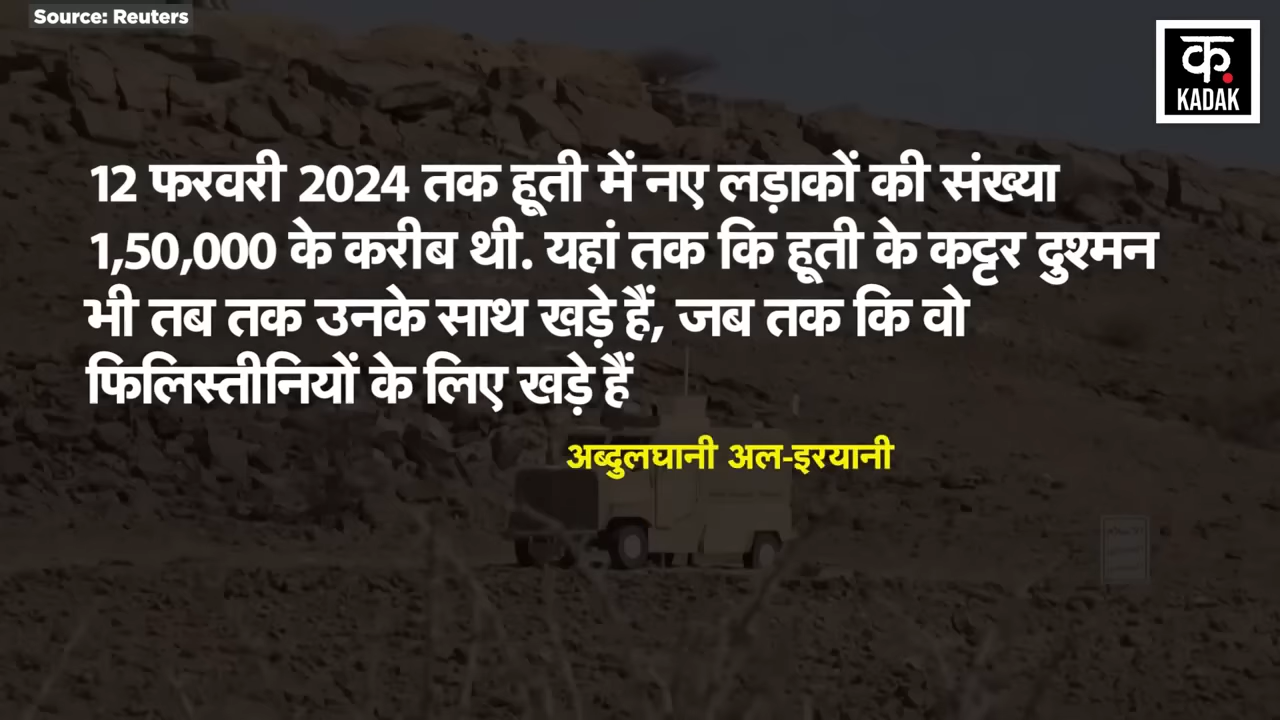 Source: Reuters
क
KADAK
12 फरवरी 2024 तक हूती में नए लड़ाकों की संख्या
1,50,000 के करीब थी. यहां तक कि हूती के कट्टर दुश्मन
भी तब तक उनके साथ खड़े हैं, जब तक कि वो
फिलिस्तीनियों के लिए खड़े हैं
अब्दुलघानी अल-इरयानी